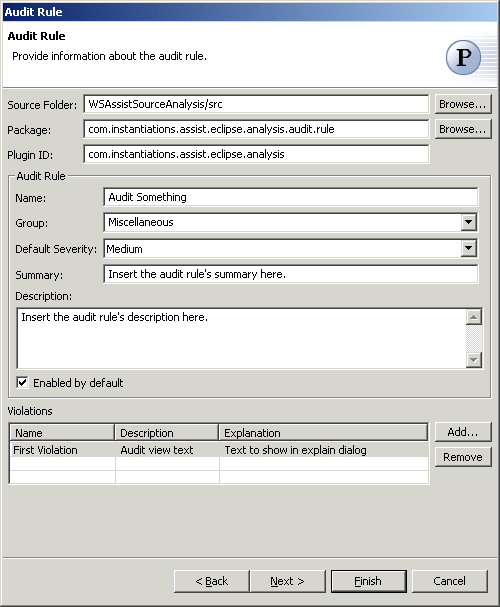 Audit Rule
Audit Rule
Provide information about the audit rule.
P
Source Folder: WSAssistSourceAnalysis/src Browse...
Package: com.instantiations.assist.eclipse.analysis.audit.rule Browse...
Plugin ID: com.instantiations.assist.eclipse.analysis
Audit Rule
Name: Audit Something
Group: Miscellaneous
Default Severity: Medium
Summary: Insert the audit rule's summary here.
Description:
Insert the audit rule's description here.
Enabled by default
Violations
Name Description Explanation Add...
First Violation Audit view text Text to show in explain dialog Remove
< Back Next > Finish Cancel